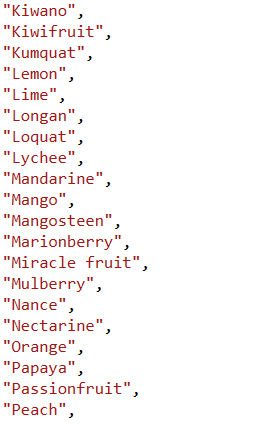 "Kiwano",
"Kiwifruit",
"Kumquat",
"Lemon",
"Lime",
"Longan",
"Loquat",
"Lychee",
"Mandarine",
"Mango",
"Mangosteen",
"Marionberry",
"Miracle fruit",
"Mulberry",
"Nance",
"Nectarine",
"Orange",
"Papaya",
"Passionfruit",
"Peach",